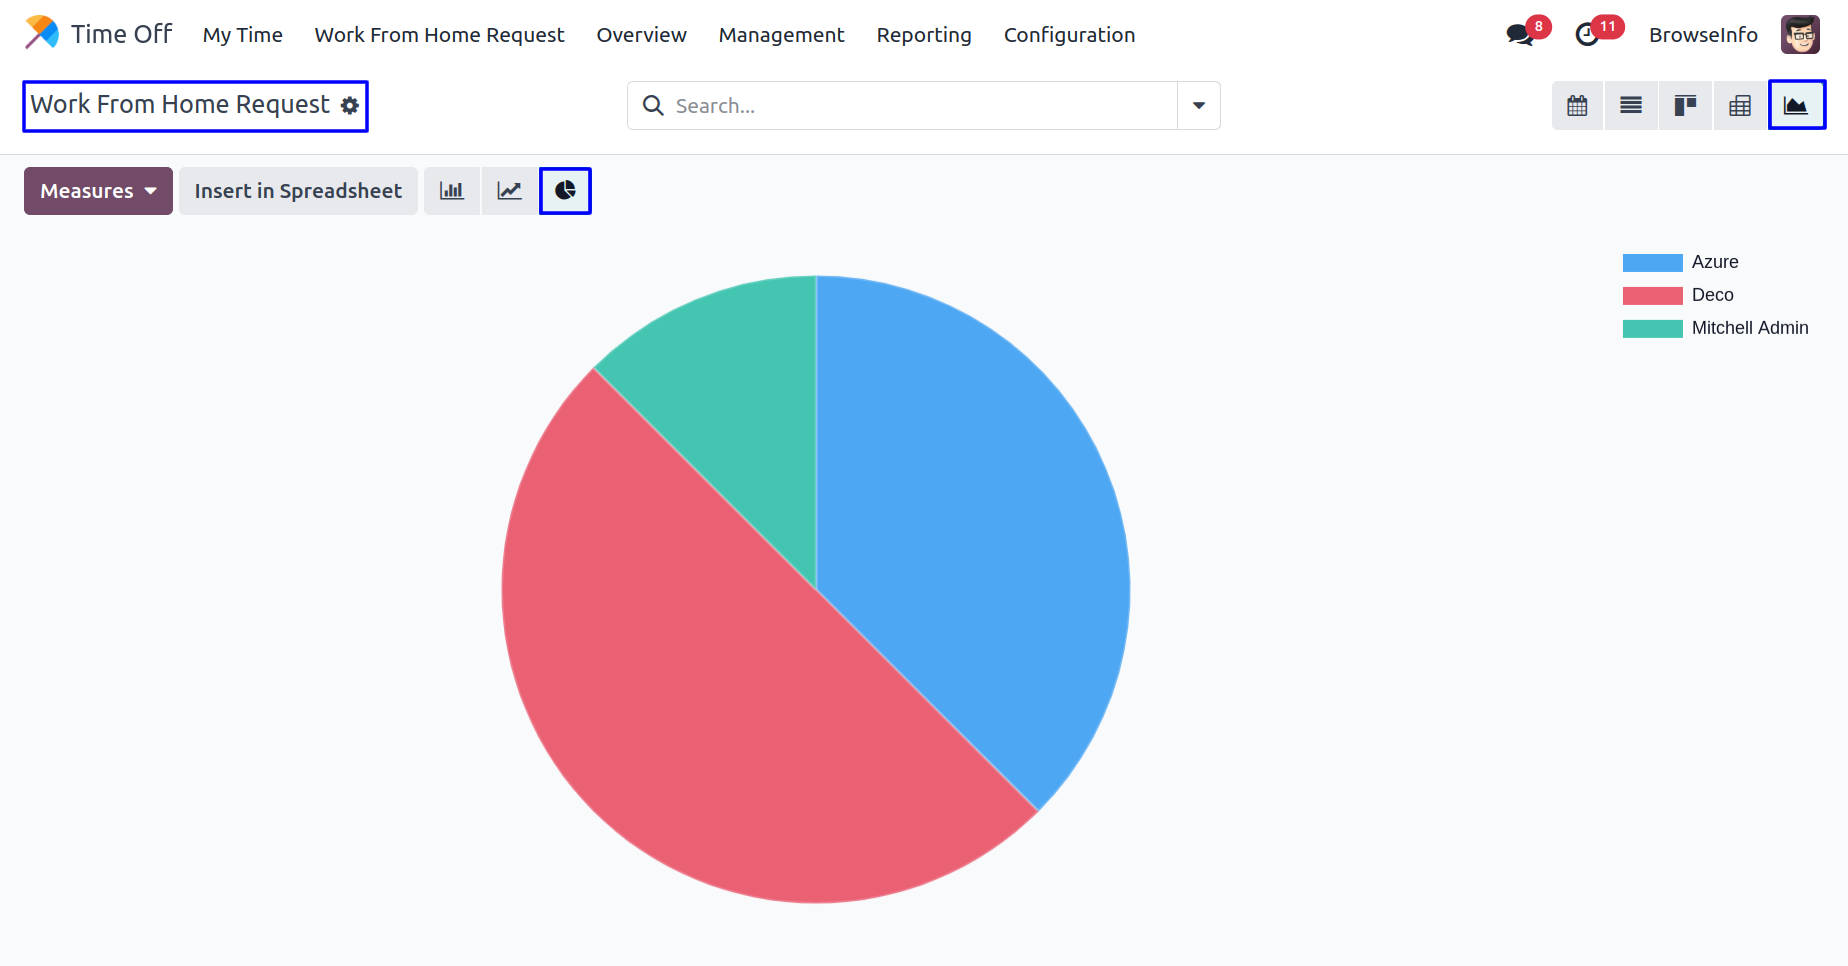 Time Off My Time Work From Home Request Overview Management Reporting Configuration 8 11 BrowseInfo
Work From Home Request Search...
Measures Insert in Spreadsheet
Azure
Deco
Mitchell Admin